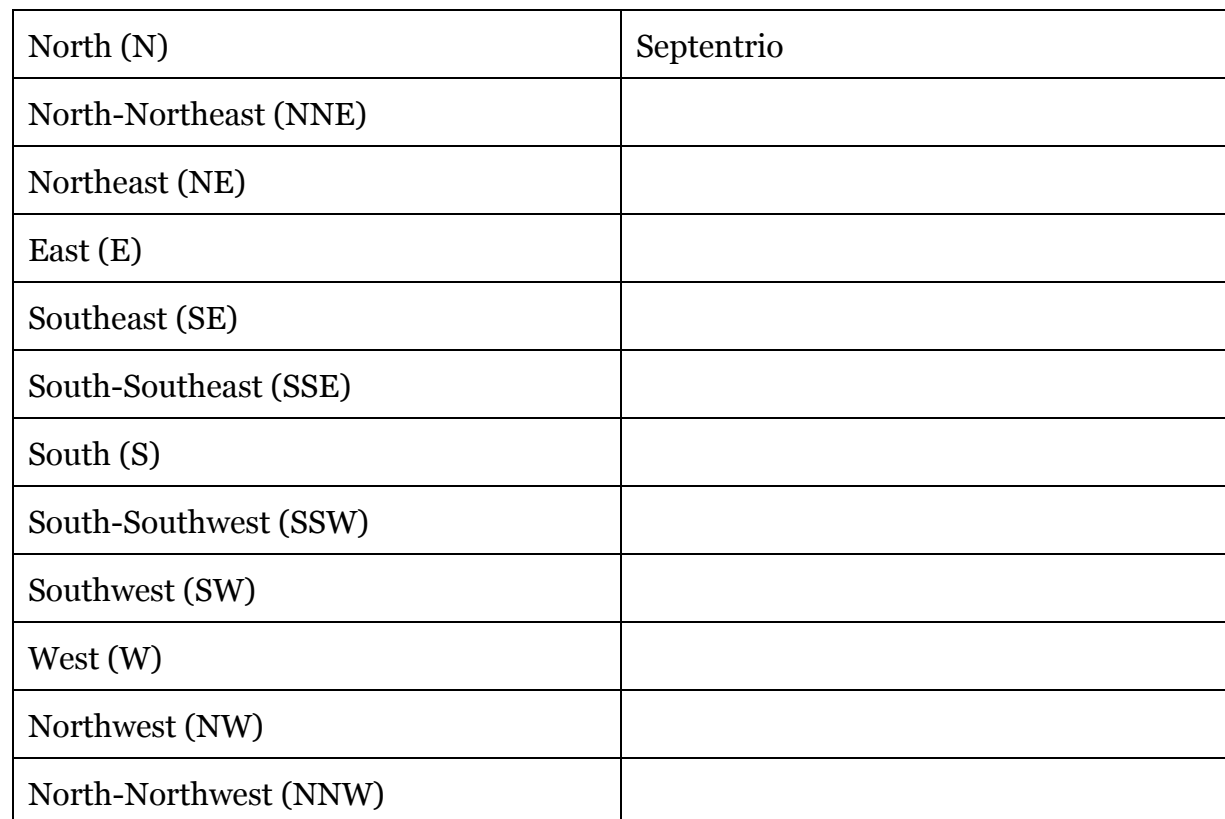 North (N) Septentrio
North-Northeast (NNE)
Northeast (NE)
East (E)
Southeast (SE)
South-Southeast (SSE)
South (S)
South-Southwest (SSW)
Southwest (SW)
West (W)
Northwest (NW)
North-Northwest (NNW)